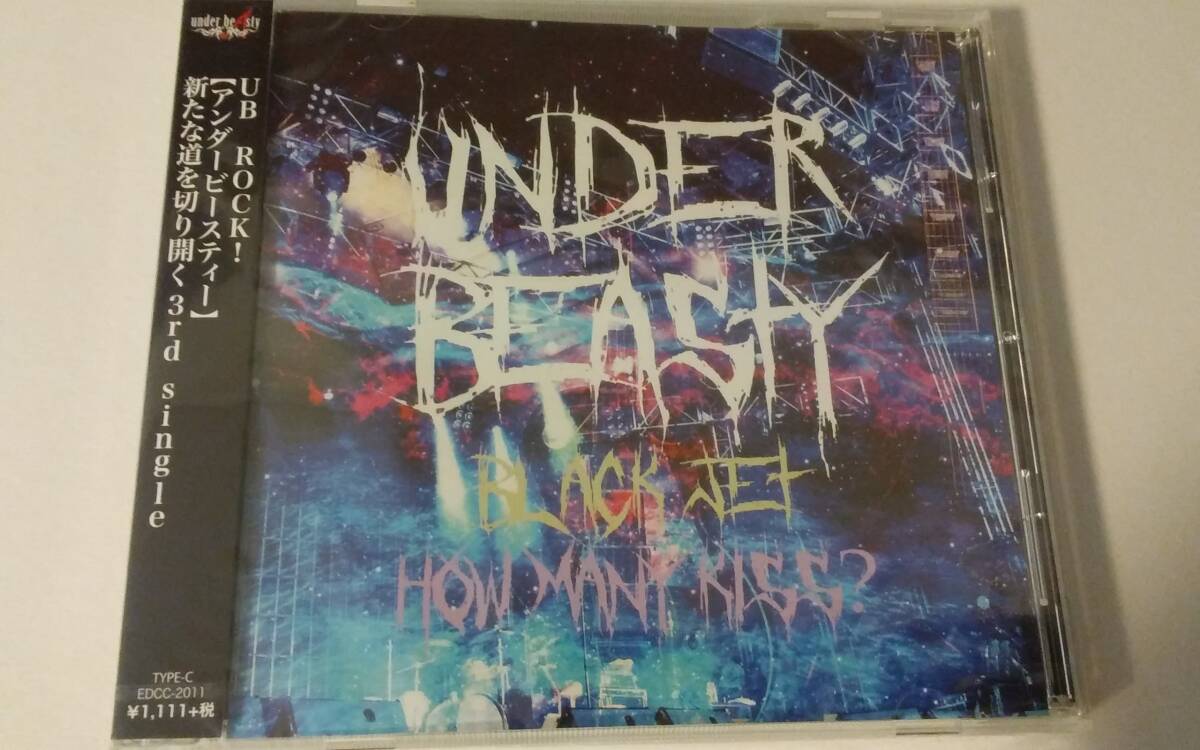 under beasty
UB ROCK!
【アンダービースティー】
新たな道を切り開く3rd single
TYPE-C
EDCC-2011
¥1,111+税
UNDER
BEASTY
BLACK JET
HOW MANY KISS?